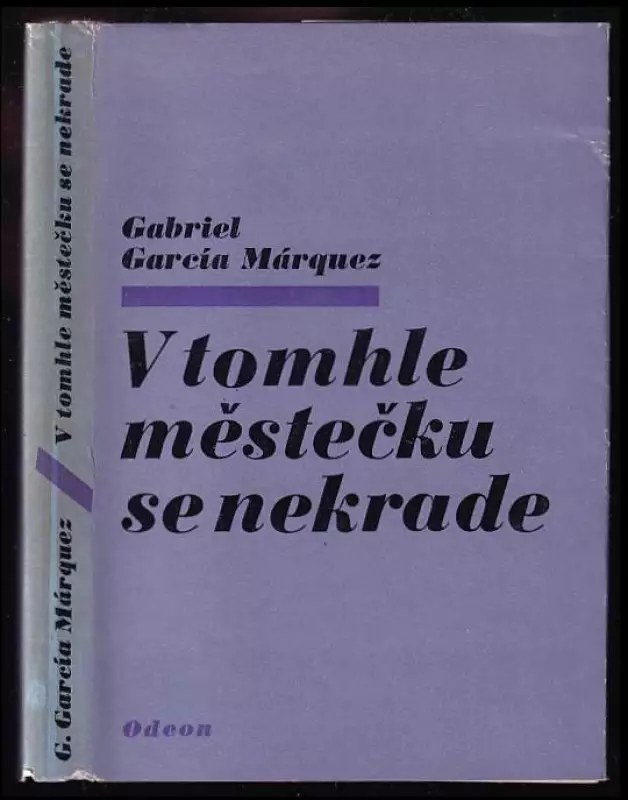 G. García Márquez / V tomhle městečku se nekrade
Gabriel
García Márquez
V tomhle
městečku
se nekrade
Odeon